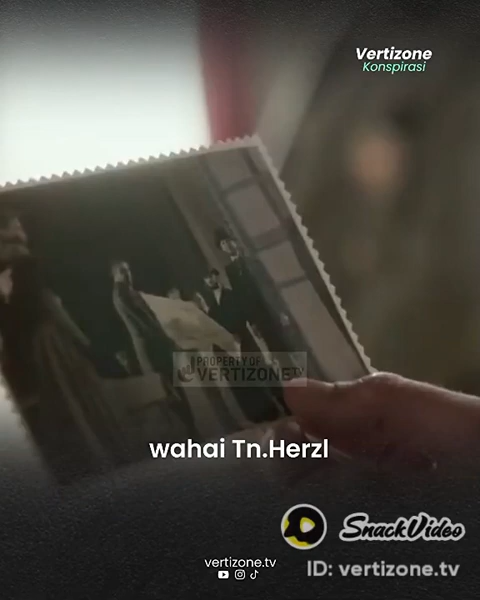 Vertizone
Konspirasi
PROPERTY OF
VERTIZONE TV
wahai Tn.Herzl
SnackVideo
vertizone.tv
ID: vertizone.tv